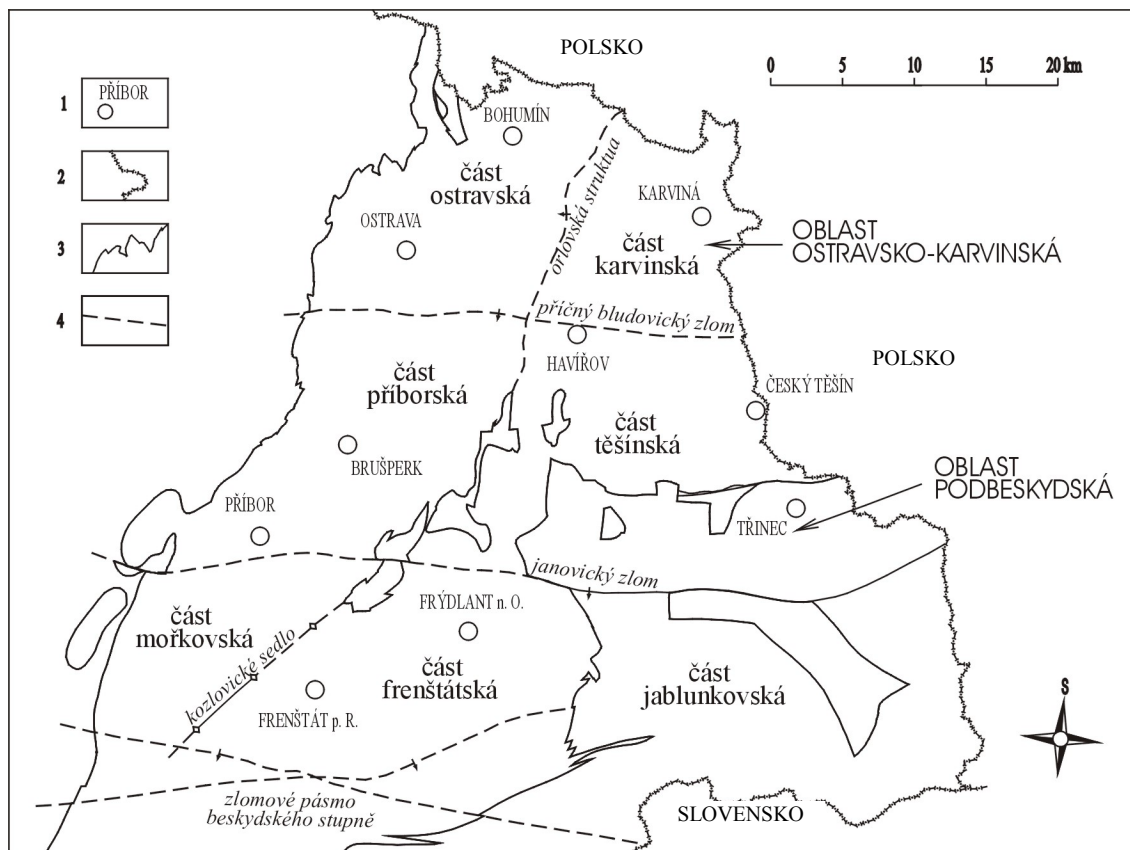 POLSKO
0 5 10 15 20 km
1 PŘÍBOR
2
3
4
BOHUMÍN
část
ostravská
orlovská struktua
KARVINÁ
OSTRAVA
část
karvinská
OBLAST
OSTRAVSKO-KARVINSKÁ
příčný bludovický zlom
HAVÍŘOV
POLSKO
část
příborská
ČESKÝ TĚŠÍN
část
těšínská
BRUŠPERK
OBLAST
PODBESKYDSKÁ
PŘÍBOR
TŘINEC
janovický zlom
FRÝDLANT n. O.
část
mořkovská
kozlovické sedlo
část
frenštátská
část
jablunkovská
S
FRENŠTÁT p. R.
zlomové pásmo
beskydského stupně
SLOVENSKO